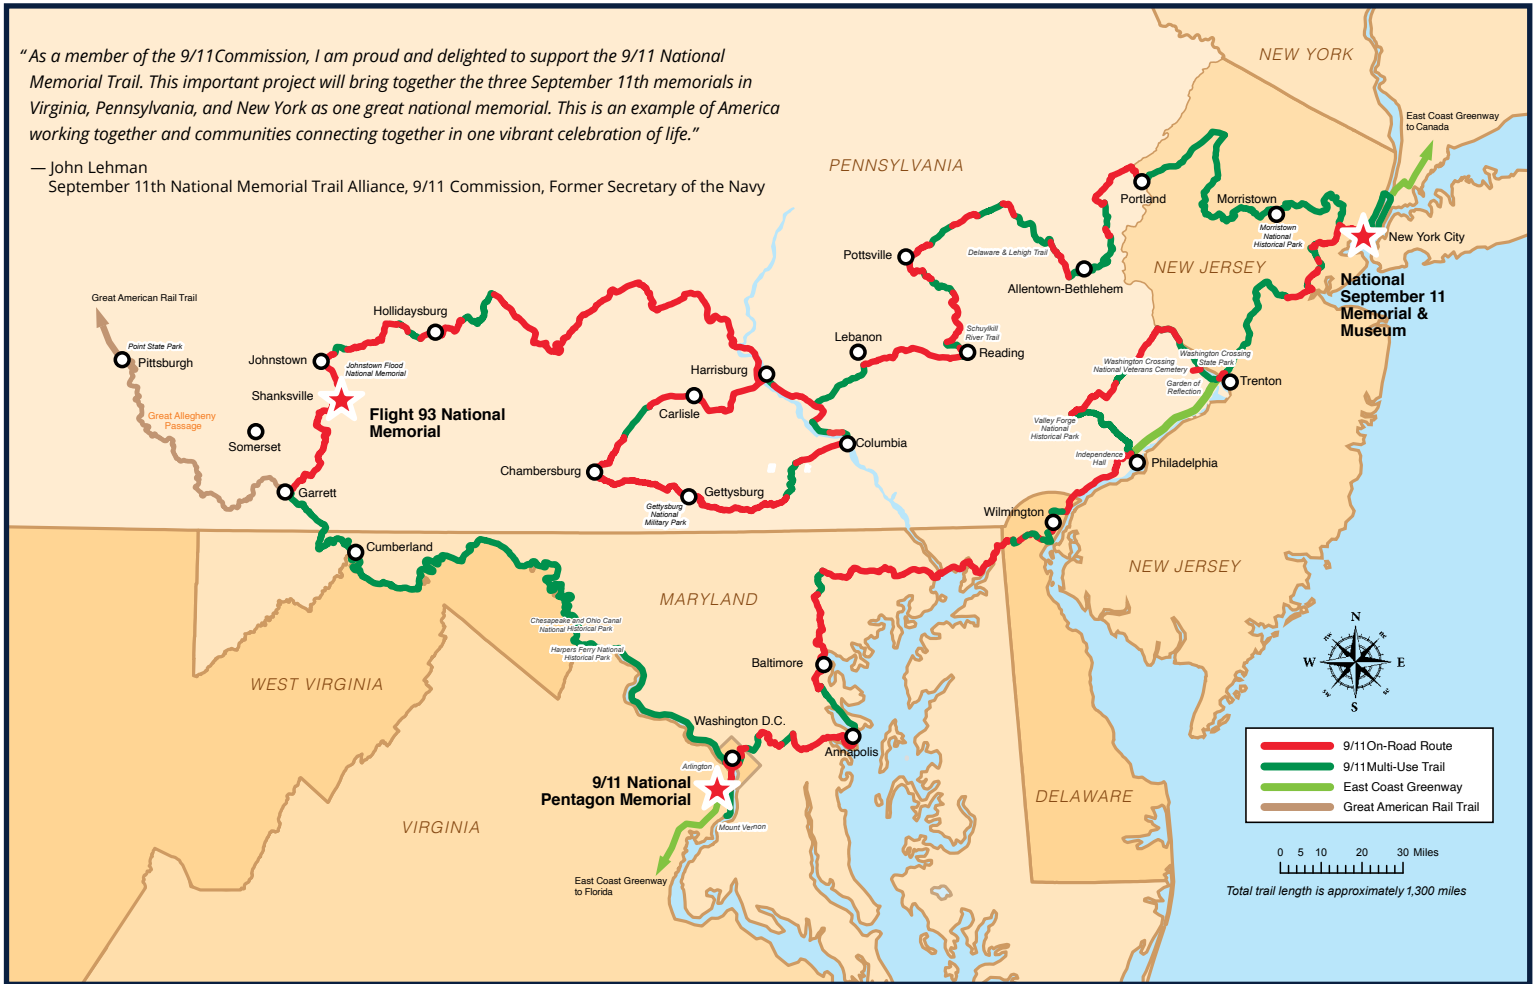 “ As a member of the 9/11Commission, I am proud and delighted to support the 9/11 National
Memorial Trail. This important project will bring together the three September 11th memorials in
Virginia, Pennsylvania, and New York as one great national memorial. This is an example of America
working together and communities connecting together in one vibrant celebration of life.”
— John Lehman
September 11th National Memorial Trail Alliance, 9/11 Commission, Former Secretary of the Navy
NEW YORK
East Coast Greenway
to Canada
PENNSYLVANIA
Portland
Morristown
Morristown
National
Historical Park
New York City
National
September 11
Memorial &
Museum
NEW JERSEY
Pottsville
Delaware & Lehigh Trail
Allentown-Bethlehem
Great American Rail Trail
Hollidaysburg
Point State Park
Pittsburgh
Johnstown
Johnstown Flood
National Memorial
Shanksville
Flight 93 National
Memorial
Great Allegheny
Passage
Somerset
Garrett
Harrisburg
Carlisle
Lebanon
Schuylkill
River Trail
Reading
Columbia
Chambersburg
Gettysburg
Gettysburg
National
Military Park
Washington Crossing
State Park
Washington Crossing
National Veterans Cemetery
Garden of
Reflection
Trenton
Valley Forge
National
Historical Park
Independence
Hall
Philadelphia
Wilmington
Cumberland
NEW JERSEY
MARYLAND
Chesapeake and Ohio Canal
National Historical Park
Harpers Ferry National
Historical Park
Baltimore
WEST VIRGINIA
Washington D.C.
Annapolis
Arlington
9/11 National
Pentagon Memorial
Mount Vernon
VIRGINIA
DELAWARE
East Coast Greenway
to Florida
N
NW
NE
W
E
SW
SE
S
9/11On-Road Route
9/11Multi-Use Trail
East Coast Greenway
Great American Rail Trail
0 5 10 20 30 Miles
Total trail length is approximately 1,300 miles